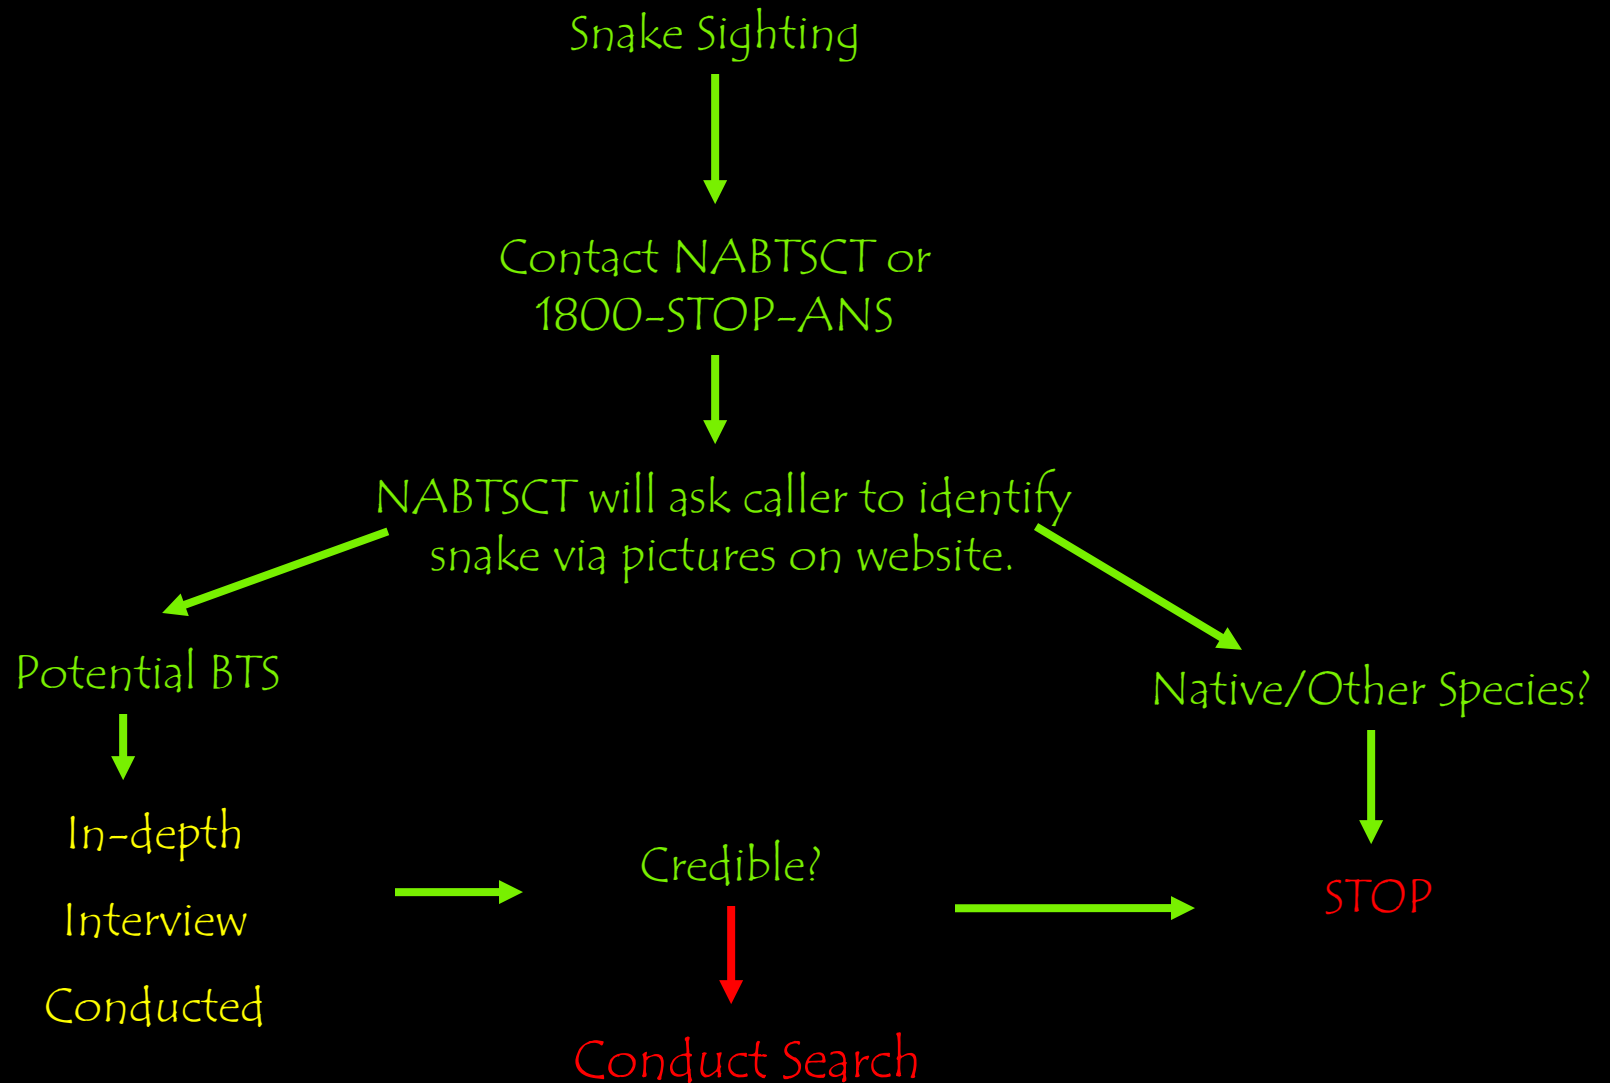 Snake Sighting
Contact NABTSCT or
1800-STOP-ANS
NABTSCT will ask caller to identify
snake via pictures on website.
Potential BTS
Native/Other Species?
In-depth
Interview
Conducted
Credible?
STOP
Conduct Search